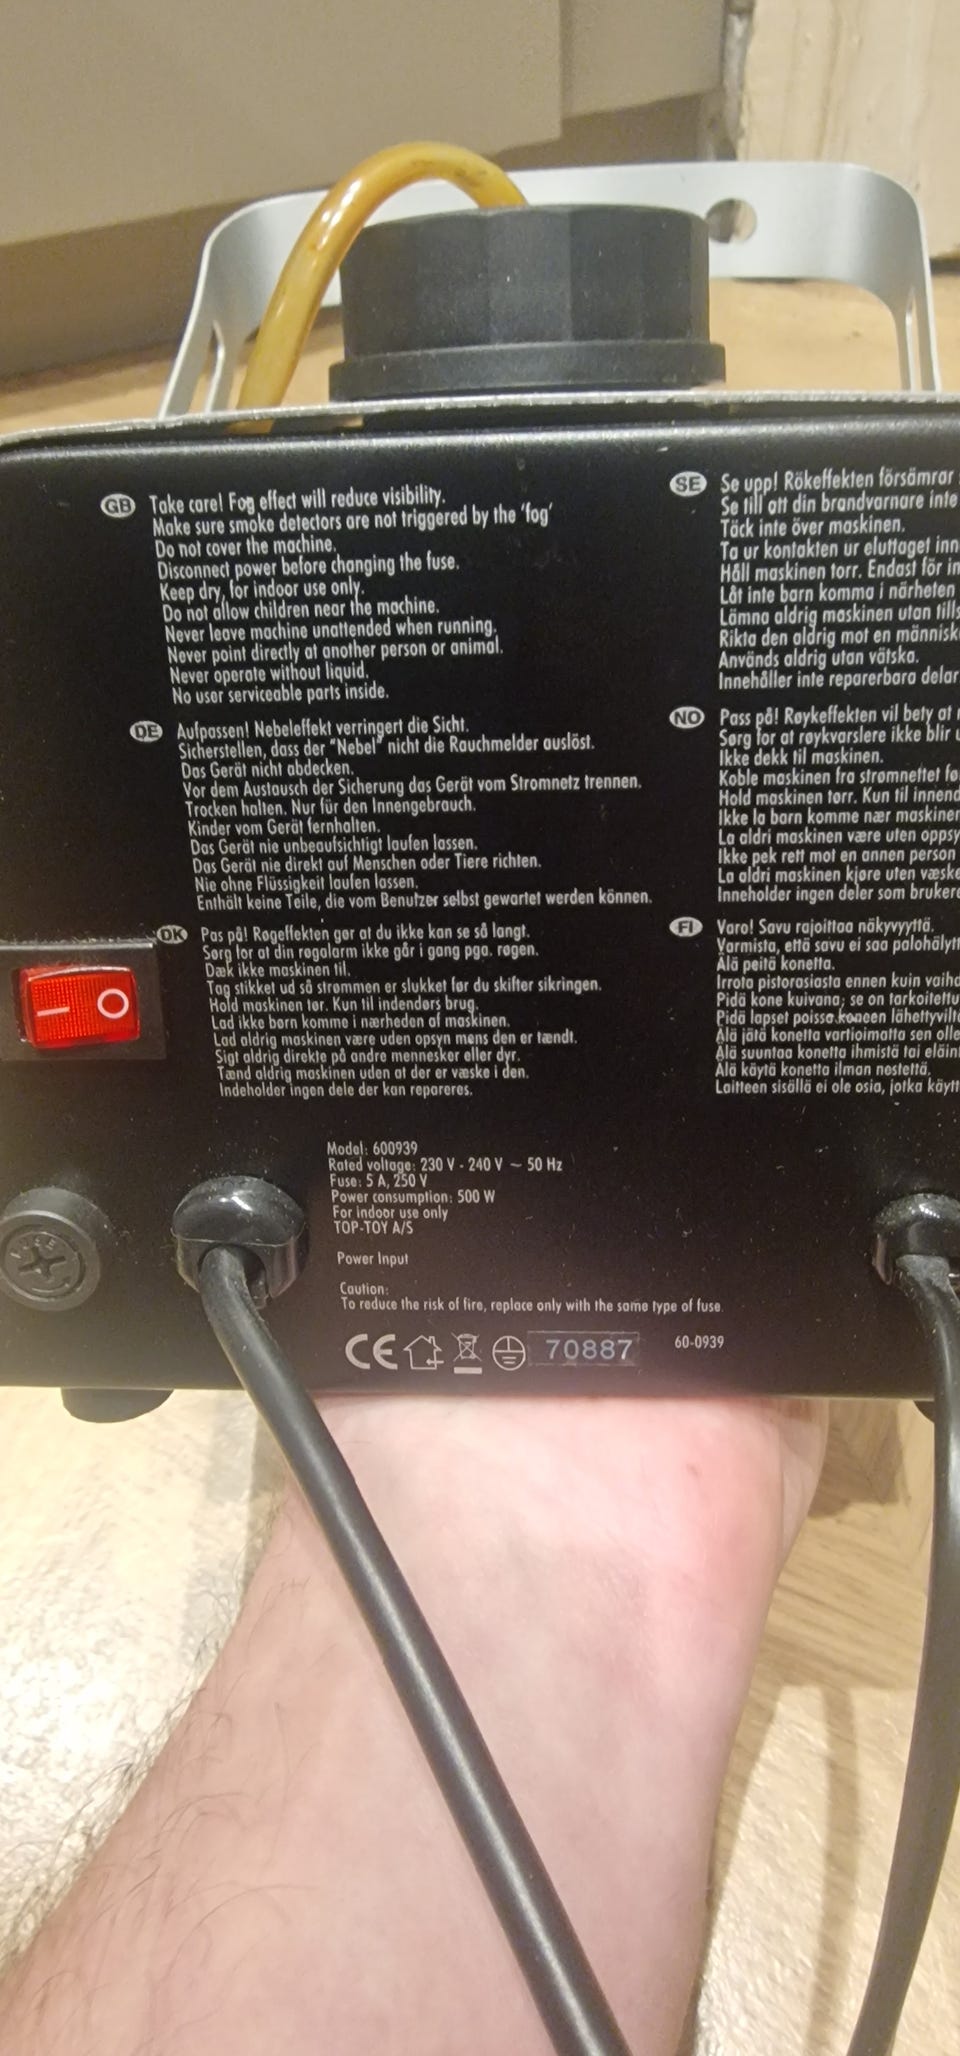 GB Take care! Fog effect will reduce visibility.
Make sure smoke detectors are not triggered by the 'fog'
Do not cover the machine.
Disconnect power before changing the fuse.
Keep dry, for indoor use only.
Do not allow children near the machine.
Never leave machine unattended when running.
Never point directly at another person or animal.
Never operate without liquid.
No user serviceable parts inside.
DE Aufpassen! Nebeleffekt verringert die Sicht.
Sicherstellen, dass der "Nebel" nicht die Rauchmelder auslöst.
Das Gerät nicht abdecken.
Vor dem Austausch der Sicherung das Gerät vom Stromnetz trennen.
Trocken halten. Nur für den Innengebrauch.
Kinder vom Gerät fernhalten.
Das Gerät nie unbeaufsichtigt laufen lassen.
Das Gerät nie direkt auf Menschen oder Tiere richten.
Nie ohne Flüssigkeit laufen lassen.
Enthält keine Teile, die vom Benutzer selbst gewartet werden können.
DK Pas på! Røgeffekten gør at du ikke kan se så langt.
Sørg for at din røgalarm ikke går i gang pga. røgen.
Dæk ikke maskinen til.
Tag stikket ud så strømmen er slukket før du skifter sikringen.
Hold maskinen tør. Kun til indendørs brug.
Lad ikke børn komme i nærheden af maskinen.
Lad aldrig maskinen være uden opsyn mens den er tændt.
Sigt aldrig direkte på andre mennesker eller dyr.
Tænd aldrig maskinen uden at der er væske i den.
Indeholder ingen dele der kan repareres.
SE Se upp! Rökeffekten försämrar
Se till att din brandvarnare inte
Täck inte över maskinen.
Ta ur kontakten ur eluttaget inn
Håll maskinen torr. Endast för in
Låt inte barn komma i närheten
Lämna aldrig maskinen utan tills
Rikta den aldrig mot en människ
Används aldrig utan vätska.
Innehåller inte reparerbara delar
NO Pass på! Røykeffekten vil bety at
Sørg for at røykvarslere ikke blir
Ikke dekk til maskinen.
Koble maskinen fra strømnettet fø
Hold maskinen tørr. Kun til innend
Ikke la barn komme nær maskiner
La aldri maskinen være uten oppsy
Ikke pek rett mot en annen person
La aldri maskinen kjøre uten væske
Inneholder ingen deler som brukere
FI Varo! Savu rajoittaa näkyvyyttä.
Varmista, että savu ei saa palohälytt
Älä peitä konetta.
Irrota pistorasiasta ennen kuin vaihd
Pidä kone kuivana; se on tarkoitettu
Pidä lapset poissa koneen lähettyvilt
Älä jätä konetta vartioimatta sen olle
Älä suuntaa konetta ihmistä tai eläin
Älä käytä konetta ilman nestettä.
Laitteen sisällä ei ole osia, jotka käytt
Model: 600939
Rated voltage: 230 V - 240 V ~ 50 Hz
Fuse: 5 A, 250 V
Power consumption: 500 W
For indoor use only
TOP-TOY A/S
Power Input
Caution:
To reduce the risk of fire, replace only with the same type of fuse.
CE 70887 60-0939
FUSE